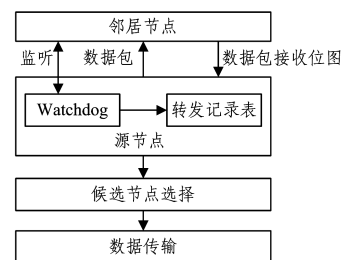 邻居节点
监听
数据包
数据包接收位图
Watchdog
转发记录表
源节点
候选节点选择
数据传输